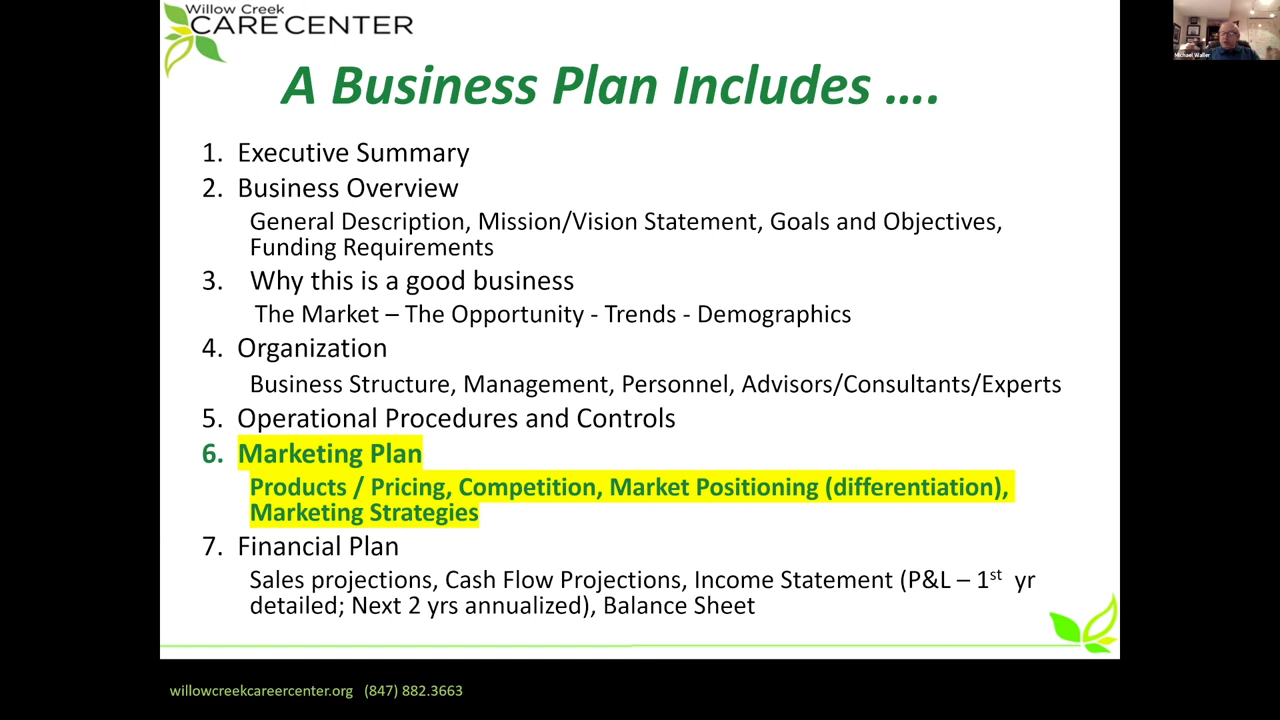 Willow Creek
CARE CENTER
A Business Plan Includes ….
1. Executive Summary
2. Business Overview
General Description, Mission/Vision Statement, Goals and Objectives,
Funding Requirements
3. Why this is a good business
The Market – The Opportunity - Trends - Demographics
4. Organization
Business Structure, Management, Personnel, Advisors/Consultants/Experts
5. Operational Procedures and Controls
6. Marketing Plan
Products / Pricing, Competition, Market Positioning (differentiation),
Marketing Strategies
7. Financial Plan
Sales projections, Cash Flow Projections, Income Statement (P&L – 1st yr
detailed; Next 2 yrs annualized), Balance Sheet
willowcreekcareercenter.org (847) 882.3663
Michael Waller